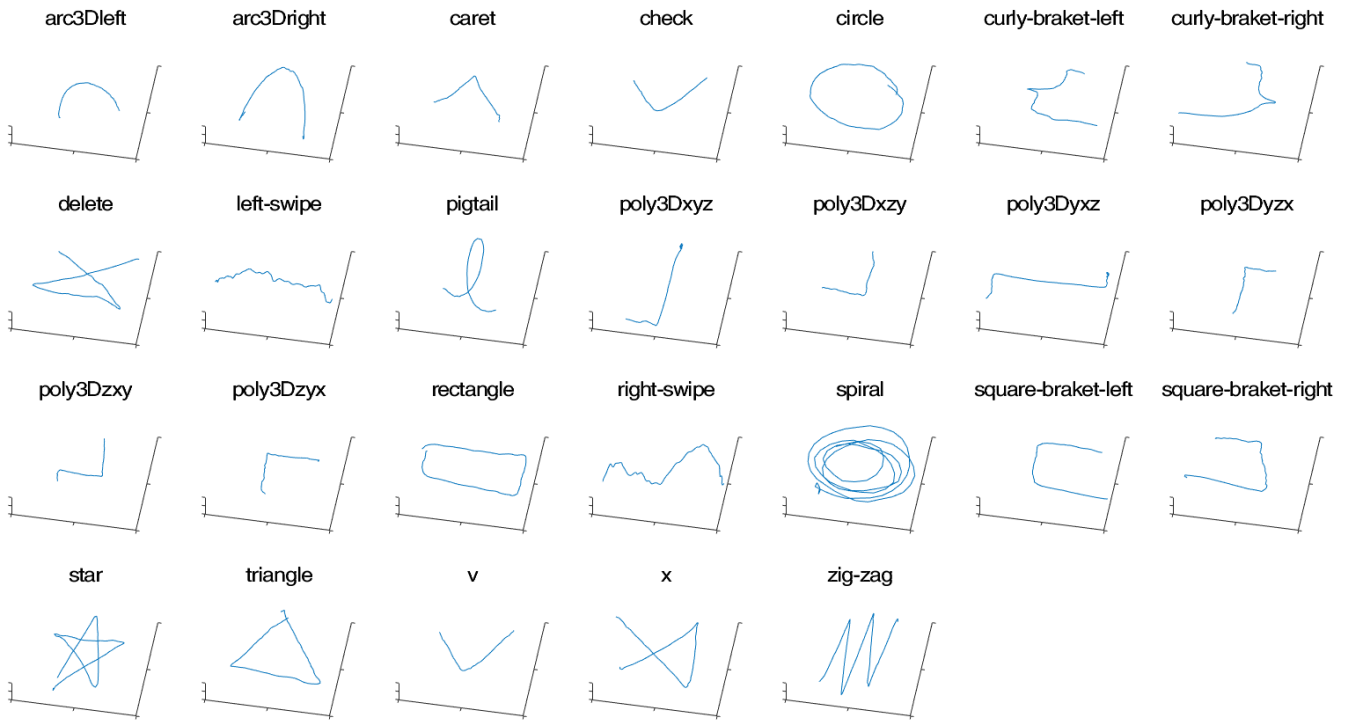 arc3Dleft arc3Dright caret check circle curly-braket-left curly-braket-right
delete left-swipe pigtail poly3Dxyz poly3Dxzy poly3Dyxz poly3Dyzx
poly3Dzxy poly3Dzyx rectangle right-swipe spiral square-braket-left square-braket-right
star triangle v x zig-zag